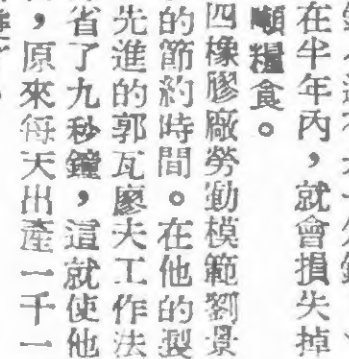 在半年內，就會損失掉
噸糧食。
四橡膠廠勞動模範劉景
的節約時間。在他的製
先進的郭瓦廖夫工作法
省了九秒鐘，這就使他
，原來每天出產一千一